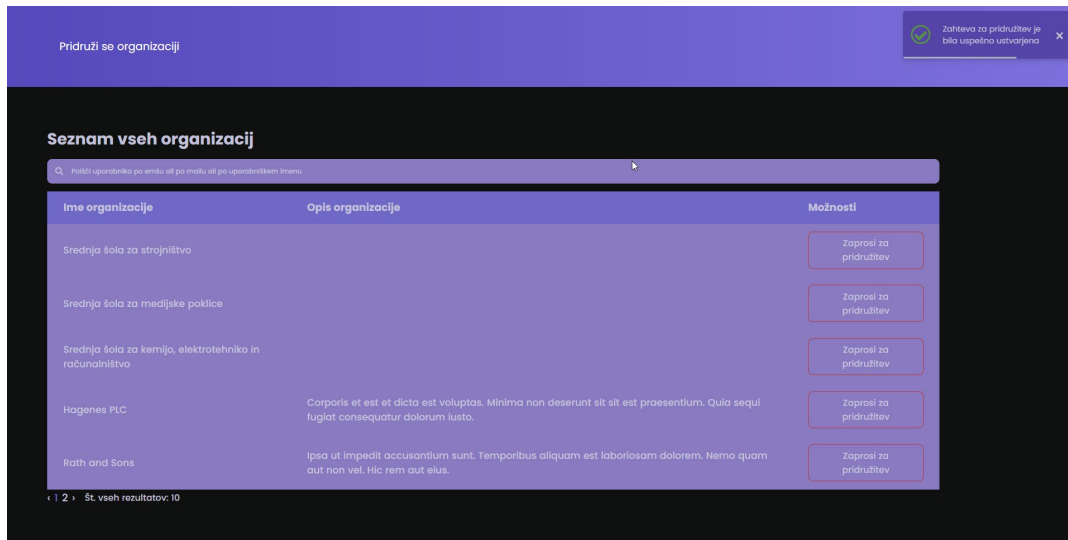 Pridruži se organizaciji
Zahteva za pridružitev je
bila uspešno ustvarjena
Seznam vseh organizacij
Poišči uporabnika po emšu ali po mailu ali po uporabniškem imenu
Ime organizacije Opis organizacije Možnosti
Srednja šola za strojništvo
Zaprosi za
pridružitev
Srednja šola za medijske poklice
Zaprosi za
pridružitev
Srednja šola za kemijo, elektrotehniko in
računalništvo
Zaprosi za
pridružitev
Hagenes PLC
Corporis et est et dicta est voluptas. Minima non deserunt sit sit est praesentium. Quia sequi
fugiat consequatur dolorum iusto.
Zaprosi za
pridružitev
Rath and Sons
Ipsa ut impedit accusantium sunt. Temporibus aliquam est laboriosam dolorem. Nemo quam
aut non vel. Hic rem aut eius.
Zaprosi za
pridružitev
‹ 1 2 › Št. vseh rezultatov: 10